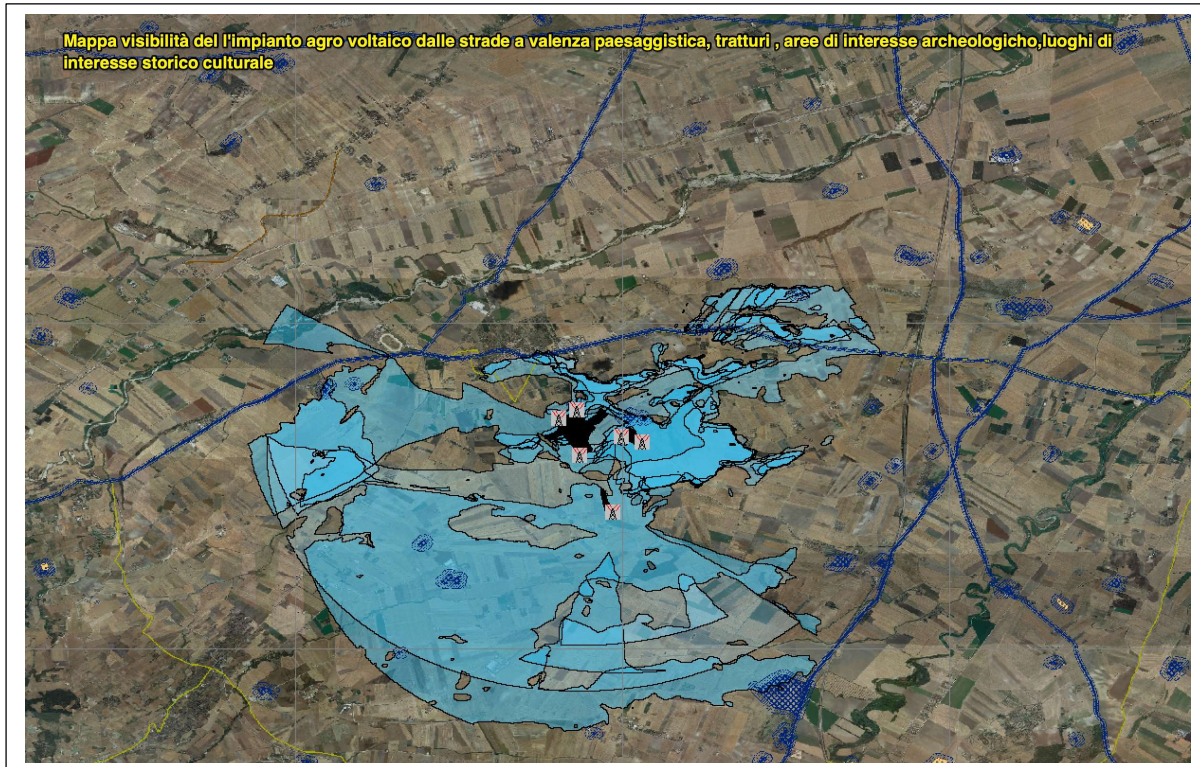 Mappa visibilità del l'impianto agro voltaico dalle strade a valenza paesaggistica, tratturi , aree di interesse archeologicho,luoghi di
interesse storico culturale